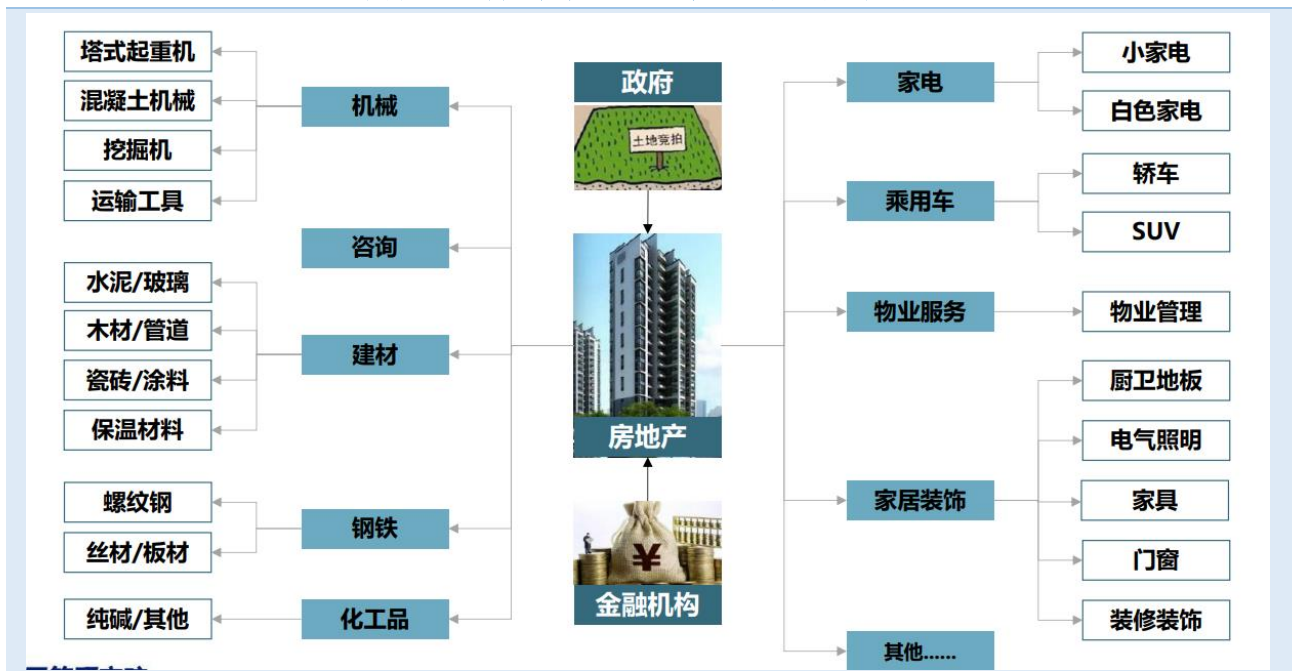 塔式起重机
混凝土机械
挖掘机
运输工具
机械
咨询
水泥/玻璃
木材/管道
瓷砖/涂料
保温材料
建材
螺纹钢
丝材/板材
钢铁
纯碱/其他
化工品
政府
土地竞拍
房地产
¥
金融机构
家电
小家电
白色家电
乘用车
轿车
SUV
物业服务
物业管理
家居装饰
厨卫地板
电气照明
家具
门窗
装修装饰
其他......